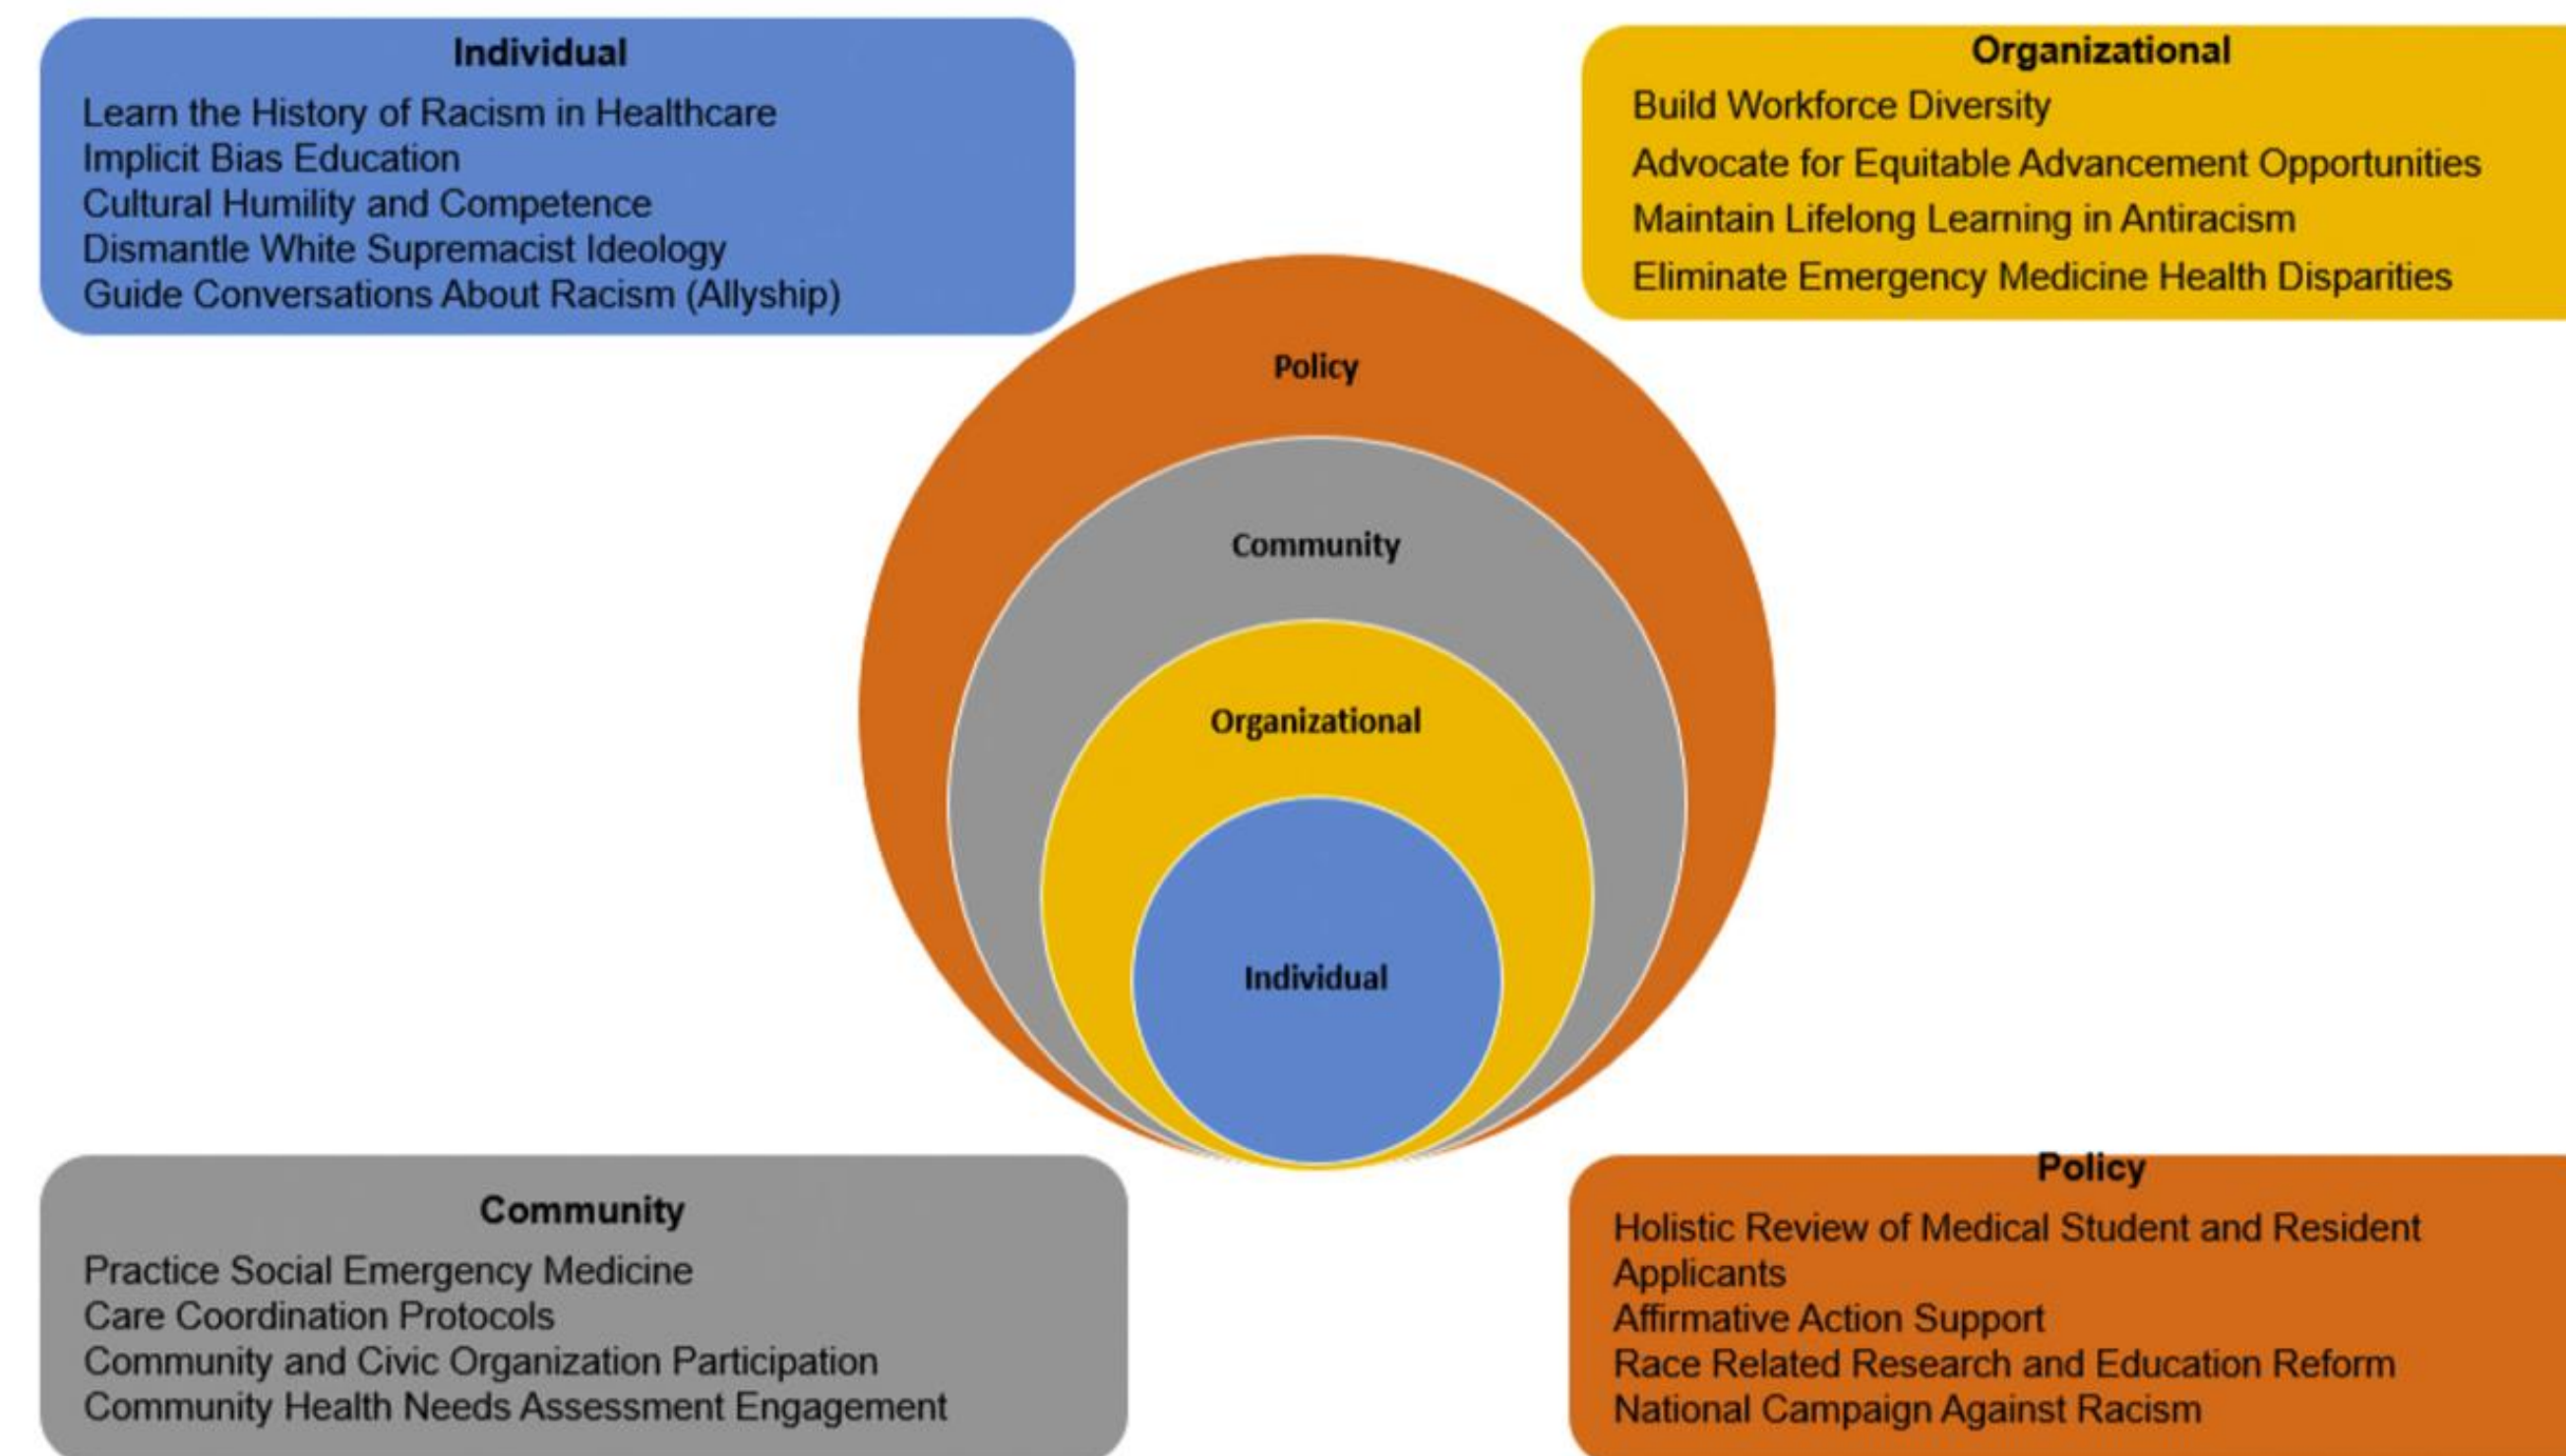 Individual
Learn the History of Racism in Healthcare
Implicit Bias Education
Cultural Humility and Competence
Dismantle White Supremacist Ideology
Guide Conversations About Racism (Allyship)
Organizational
Build Workforce Diversity
Advocate for Equitable Advancement Opportunities
Maintain Lifelong Learning in Antiracism
Eliminate Emergency Medicine Health Disparities
Policy
Community
Organizational
Individual
Community
Practice Social Emergency Medicine
Care Coordination Protocols
Community and Civic Organization Participation
Community Health Needs Assessment Engagement
Policy
Holistic Review of Medical Student and Resident
Applicants
Affirmative Action Support
Race Related Research and Education Reform
National Campaign Against Racism